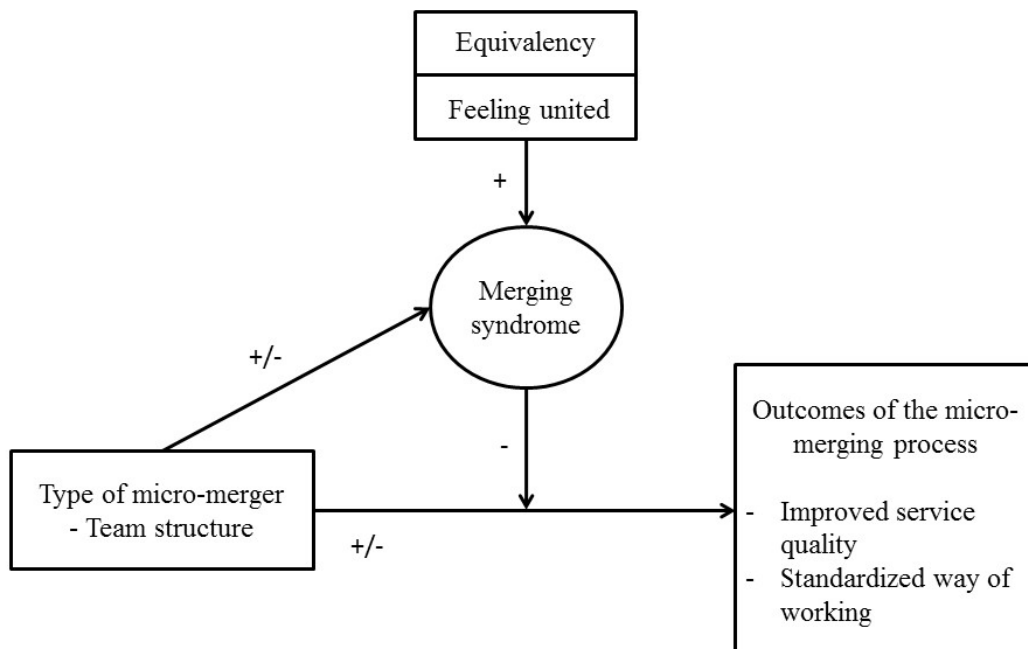 Equivalency
Feeling united
+
Merging
syndrome
+/-
-
Type of micro-merger
- Team structure
+/-
Outcomes of the micro-
merging process
- Improved service
quality
- Standardized way of
working